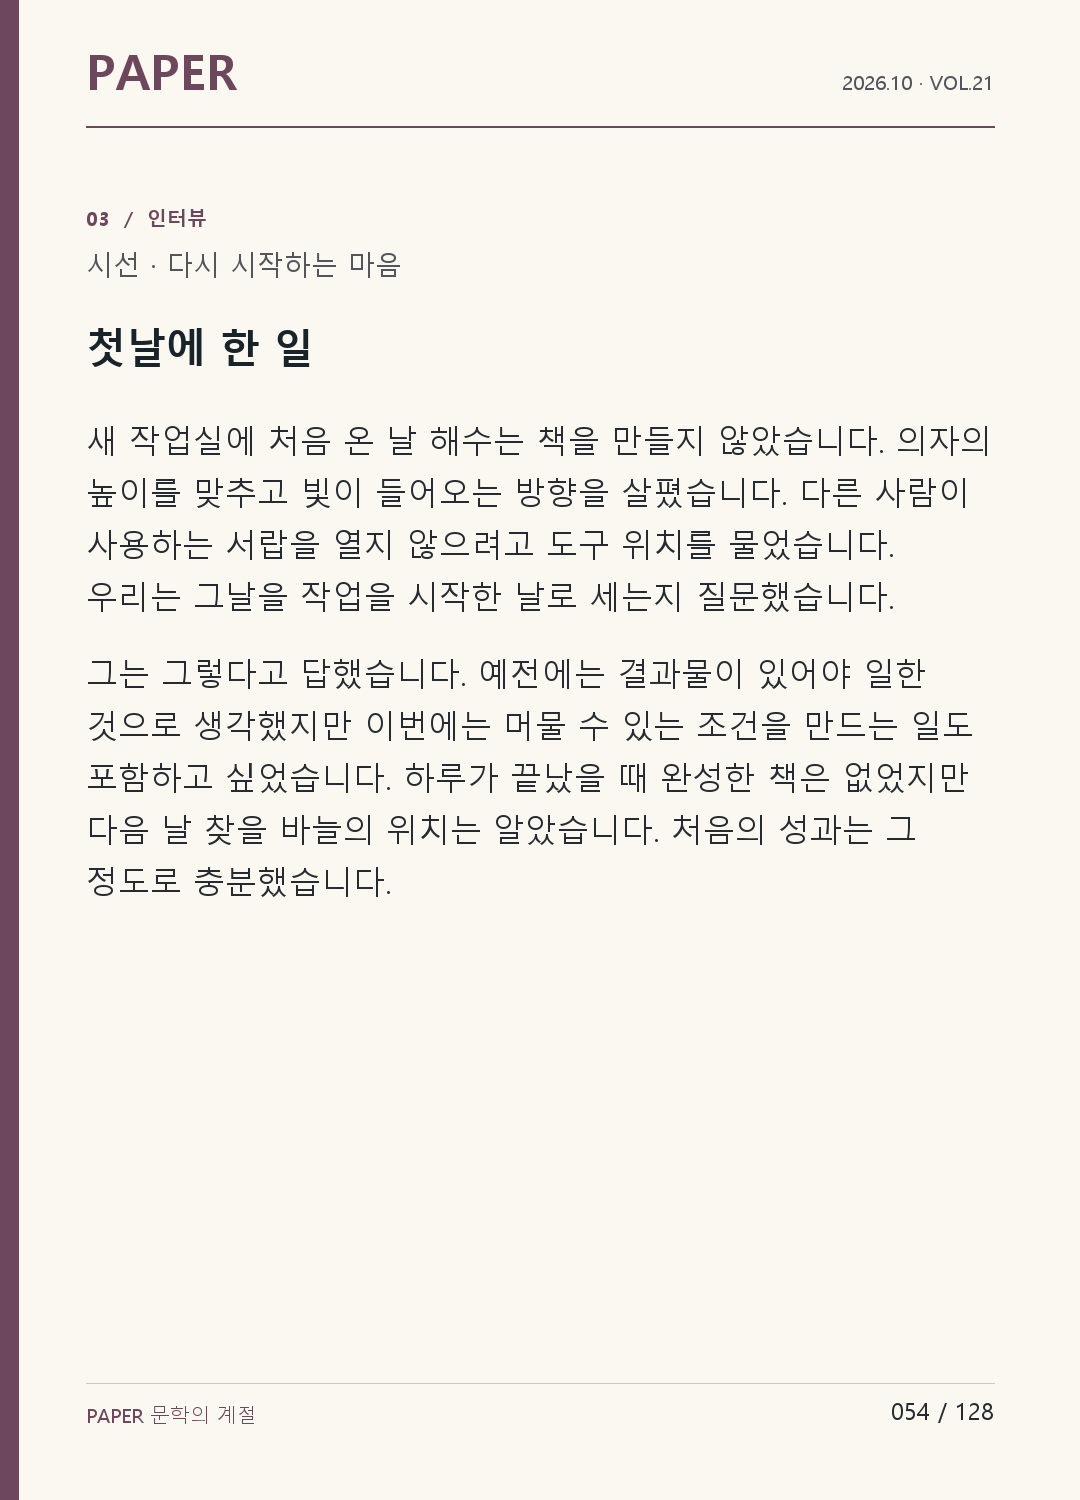 PAPER
2026.10 · VOL.21
03 / 인터뷰
시선 · 다시 시작하는 마음
첫날에 한 일
새 작업실에 처음 온 날 해수는 책을 만들지 않았습니다. 의자의
높이를 맞추고 빛이 들어오는 방향을 살폈습니다. 다른 사람이
사용하는 서랍을 열지 않으려고 도구 위치를 물었습니다.
우리는 그날을 작업을 시작한 날로 세는지 질문했습니다.
그는 그렇다고 답했습니다. 예전에는 결과물이 있어야 일한
것으로 생각했지만 이번에는 머물 수 있는 조건을 만드는 일도
포함하고 싶었습니다. 하루가 끝났을 때 완성한 책은 없었지만
다음 날 찾을 바늘의 위치는 알았습니다. 처음의 성과는 그
정도로 충분했습니다.
PAPER 문학의 계절
054 / 128